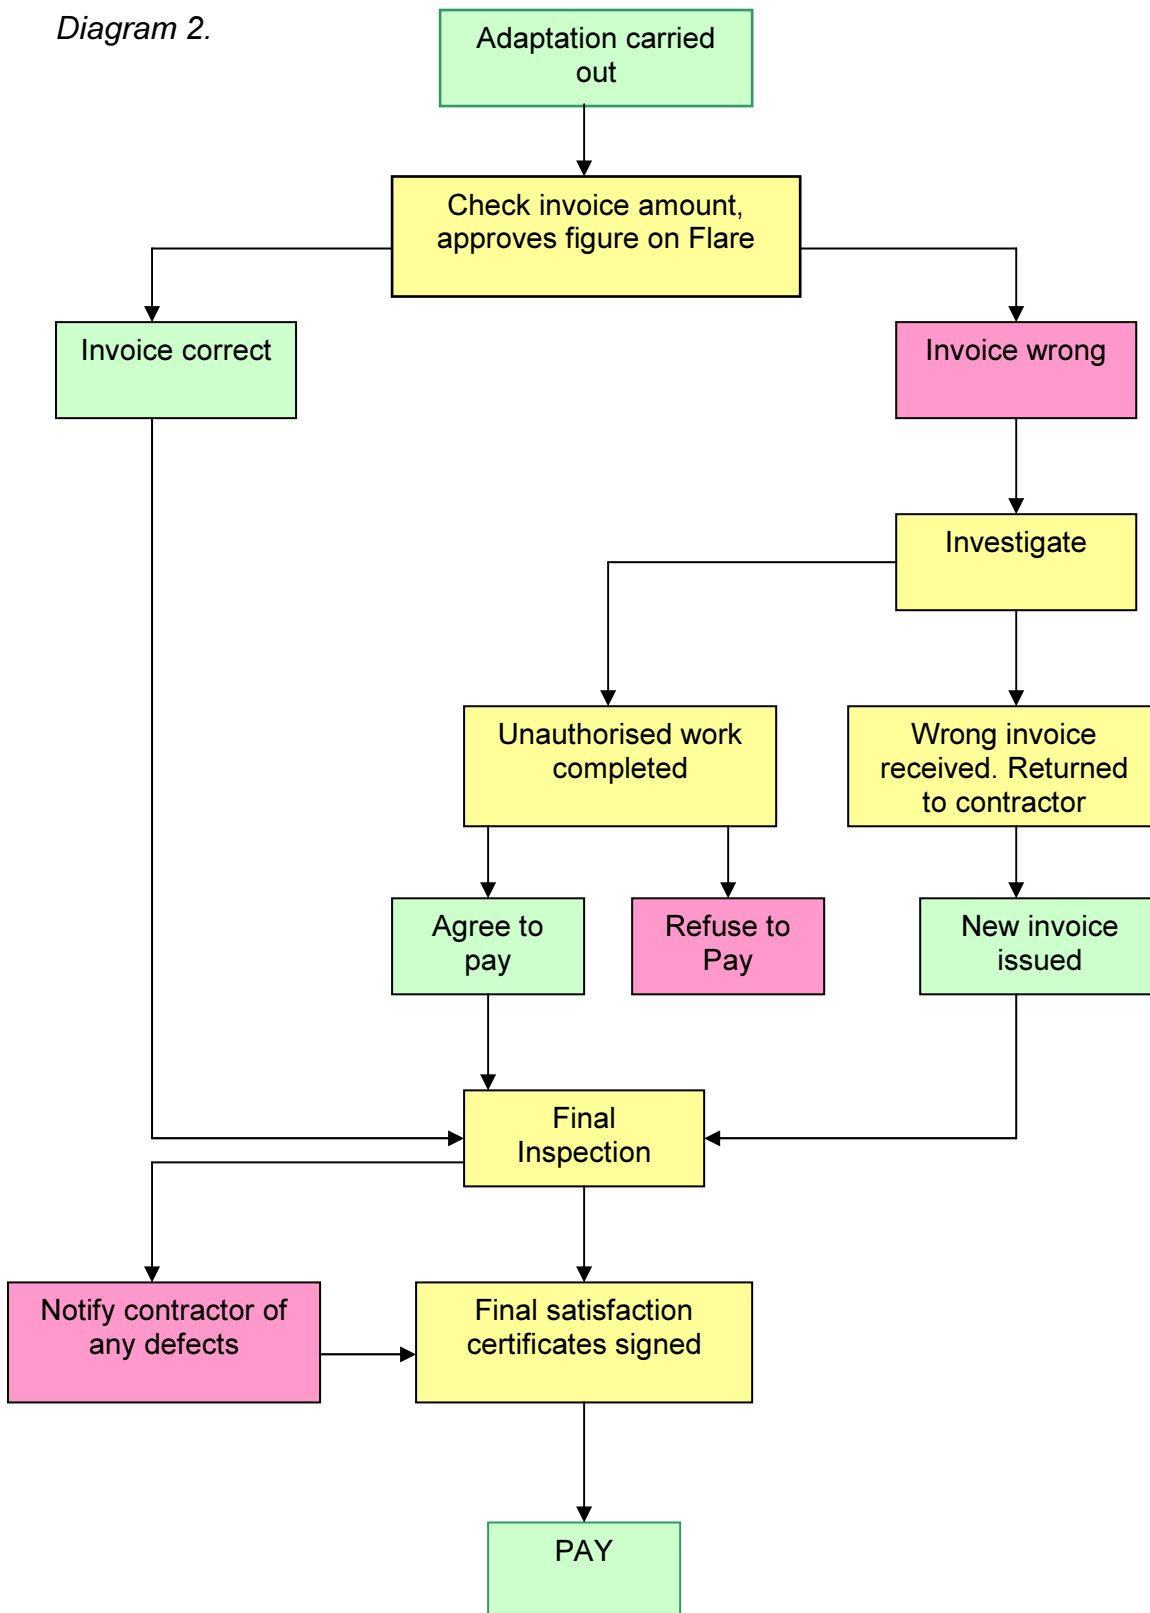 Diagram 2.
Adaptation carried
out
Check invoice amount,
approves figure on Flare
Invoice correct
Invoice wrong
Investigate
Unauthorised work
completed
Wrong invoice
received. Returned
to contractor
Agree to
pay
Refuse to
Pay
New invoice
issued
Final
Inspection
Notify contractor of
any defects
Final satisfaction
certificates signed
PAY